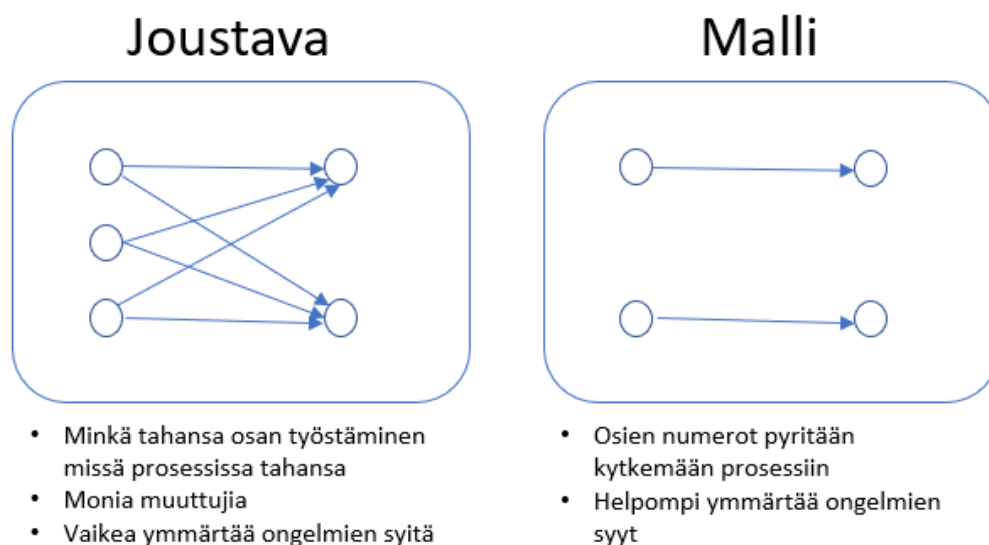 Joustava
Malli
• Minkä tahansa osan työstäminen
missä prosessissa tahansa
• Monia muuttujia
• Vaikea ymmärtää ongelmien syitä
• Osien numerot pyritään
kytkemään prosessiin
• Helpompi ymmärtää ongelmien
syyt